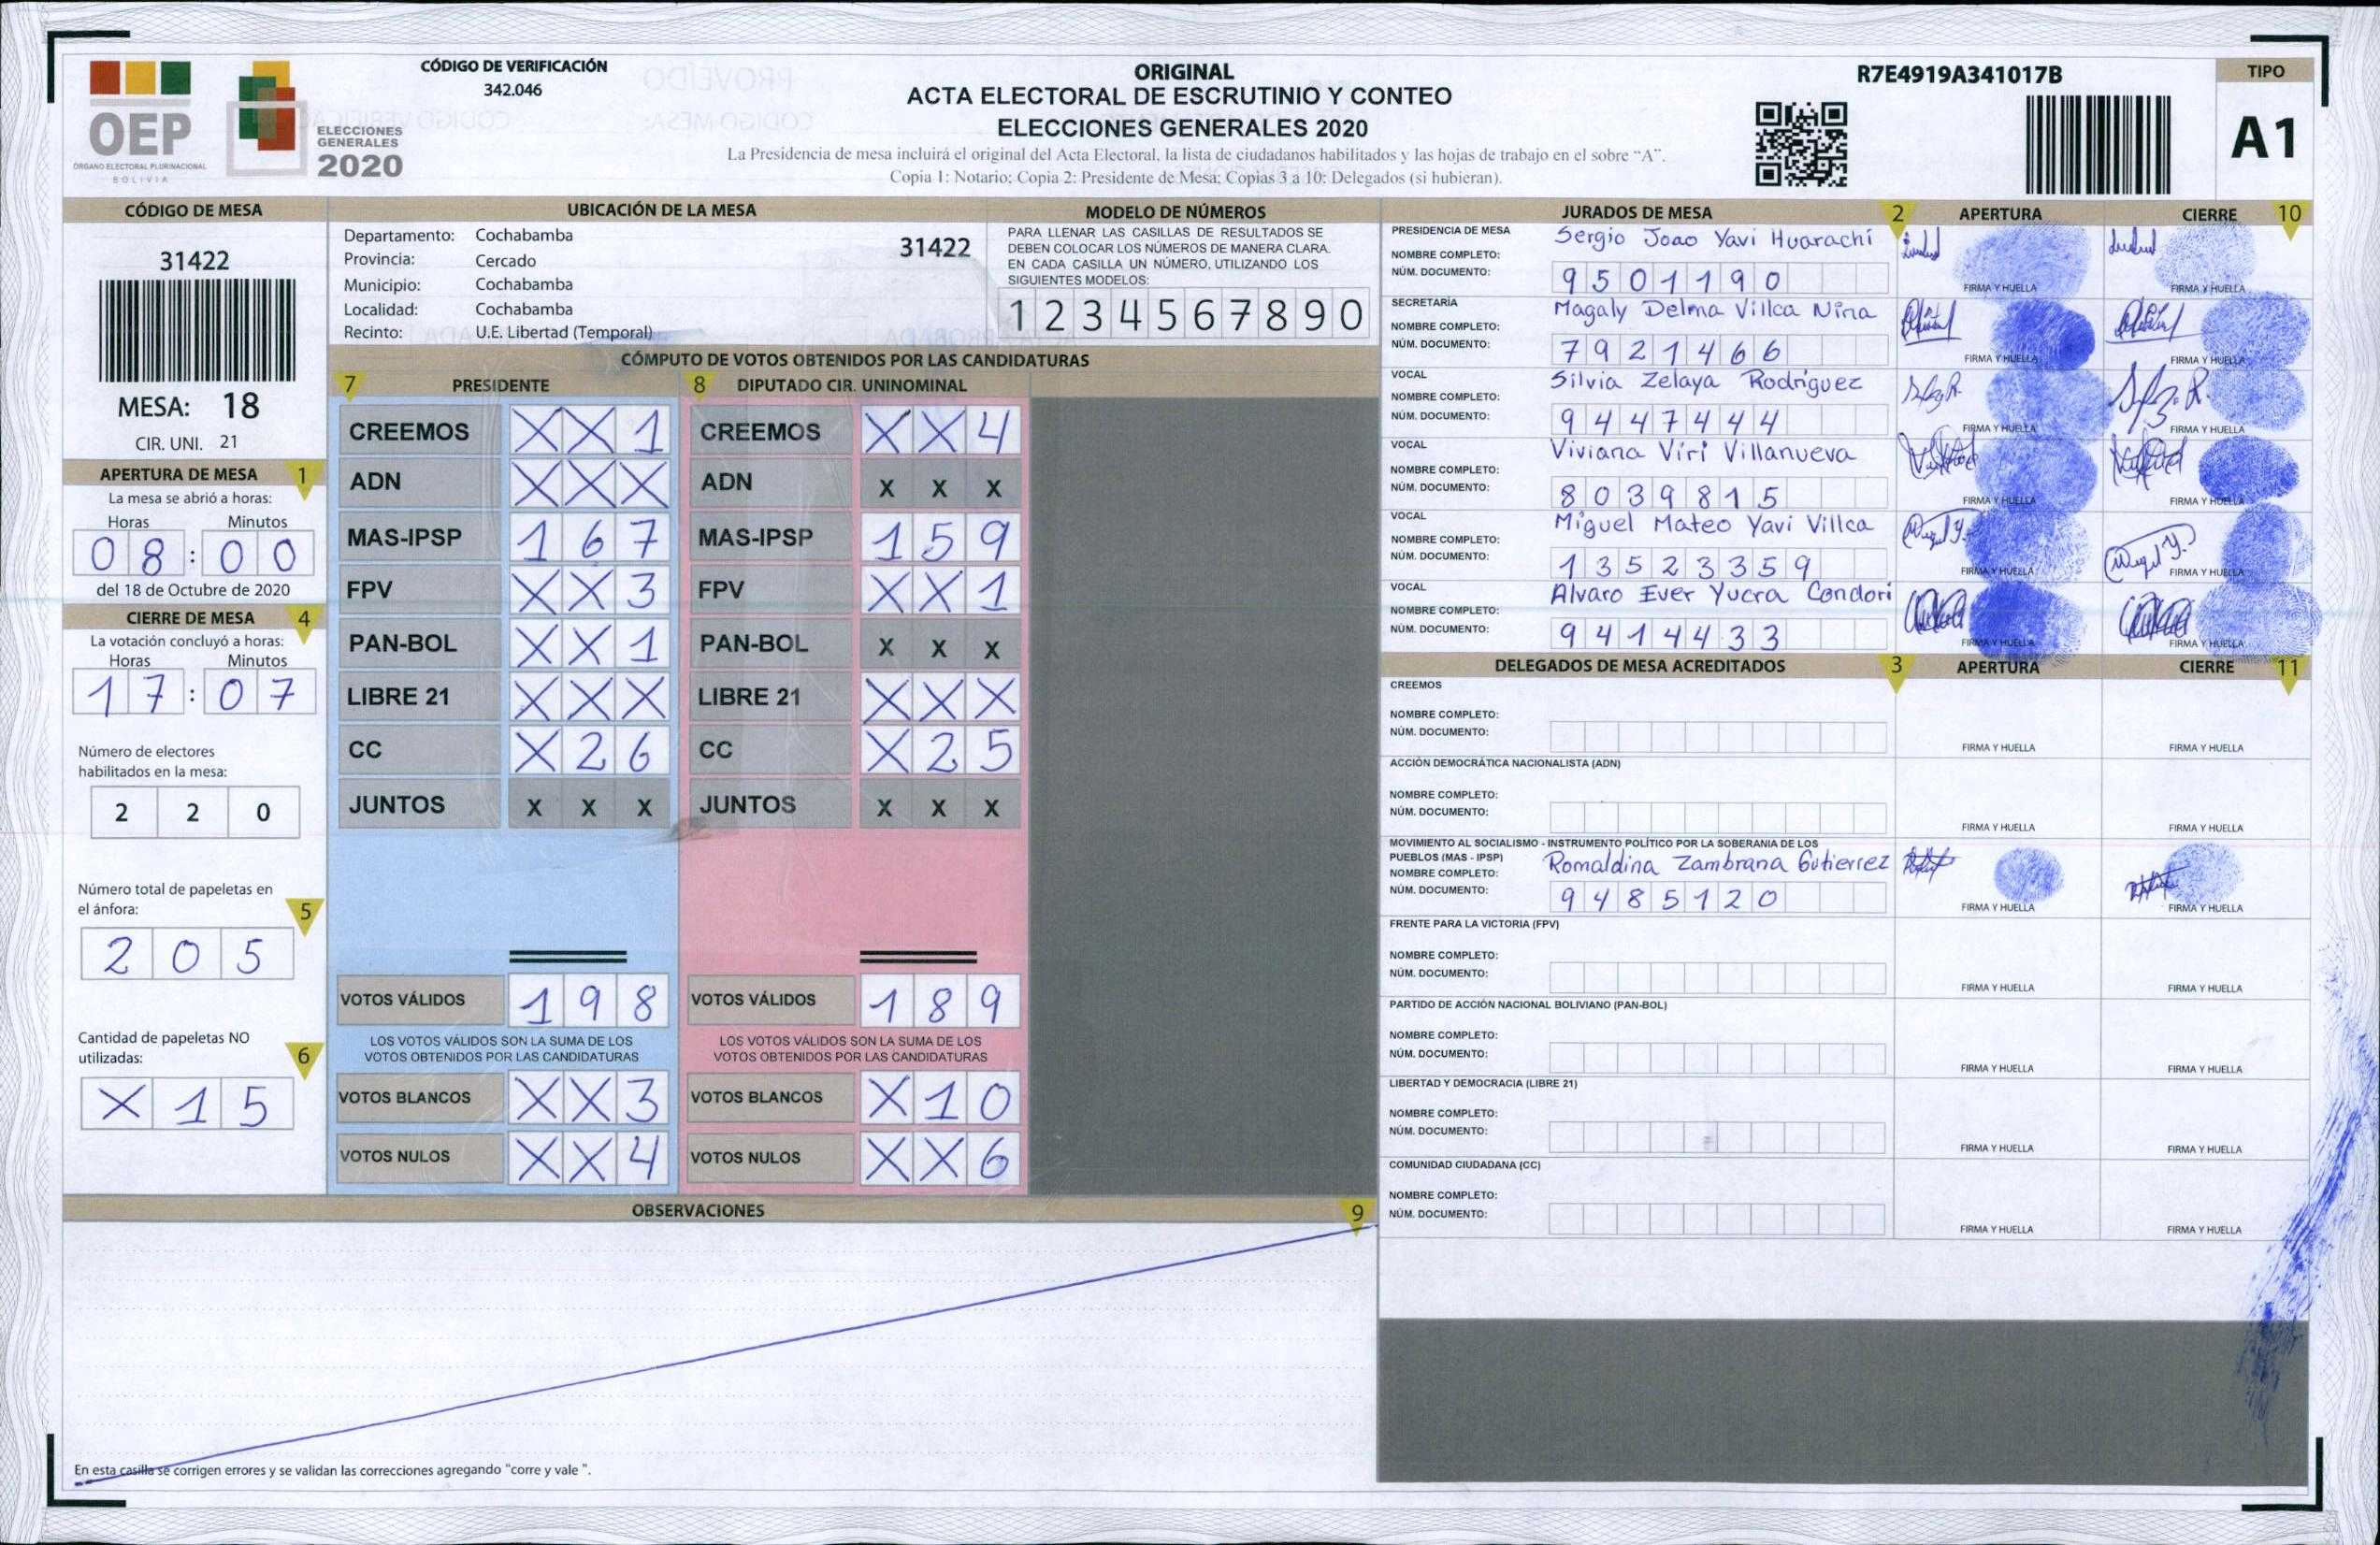 OEP
ÓRGANO ELECTORAL PLURINACIONAL
BOLIVIA
ELECCIONES
GENERALES
2020
CÓDIGO DE VERIFICACIÓN
342.046
ORIGINAL
ACTA ELECTORAL DE ESCRUTINIO Y CONTEO
ELECCIONES GENERALES 2020
La Presidencia de mesa incluirá el original del Acta Electoral, la lista de ciudadanos habilitados y las hojas de trabajo en el sobre “A”.
Copia 1: Notario; Copia 2: Presidente de Mesa; Copias 3 a 10: Delegados (si hubieran).
R7E4919A341017B
TIPO
A1
CÓDIGO DE MESA
31422
MESA: 18
CIR. UNI. 21
APERTURA DE MESA 1
La mesa se abrió a horas:
Horas Minutos
08:00
del 18 de Octubre de 2020
CIERRE DE MESA 4
La votación concluyó a horas:
Horas Minutos
17:07
Número de electores
habilitados en la mesa:
2 2 0
Número total de papeletas en
el ánfora: 5
2 0 5
Cantidad de papeletas NO
utilizadas: 6
X 1 5
UBICACIÓN DE LA MESA
Departamento: Cochabamba
Provincia: Cercado
Municipio: Cochabamba
Localidad: Cochabamba
Recinto: U.E. Libertad (Temporal)
31422
MODELO DE NÚMEROS
PARA LLENAR LAS CASILLAS DE RESULTADOS SE
DEBEN COLOCAR LOS NÚMEROS DE MANERA CLARA.
EN CADA CASILLA UN NÚMERO, UTILIZANDO LOS
SIGUIENTES MODELOS:
1 2 3 4 5 6 7 8 9 0
CÓMPUTO DE VOTOS OBTENIDOS POR LAS CANDIDATURAS
7 PRESIDENTE
CREEMOS X X 1
ADN X X X
MAS-IPSP 1 6 7
FPV X X 3
PAN-BOL X X 1
LIBRE 21 X X X
CC X 2 6
JUNTOS X X X
VOTOS VÁLIDOS 1 9 8
LOS VOTOS VÁLIDOS SON LA SUMA DE LOS
VOTOS OBTENIDOS POR LAS CANDIDATURAS
VOTOS BLANCOS X X 3
VOTOS NULOS X X 4
8 DIPUTADO CIR. UNINOMINAL
CREEMOS X X 4
ADN X X X
MAS-IPSP 1 5 9
FPV X X 1
PAN-BOL X X X
LIBRE 21 X X X
CC X 2 5
JUNTOS X X X
VOTOS VÁLIDOS 1 8 9
LOS VOTOS VÁLIDOS SON LA SUMA DE LOS
VOTOS OBTENIDOS POR LAS CANDIDATURAS
VOTOS BLANCOS X 1 0
VOTOS NULOS X X 6
OBSERVACIONES 9
En esta casilla se corrigen errores y se validan las correcciones agregando "corre y vale ".
JURADOS DE MESA 2 APERTURA CIERRE 10
PRESIDENCIA DE MESA
NOMBRE COMPLETO: Sergio Joao Yavi Huarachi
NÚM. DOCUMENTO: 9501190
FIRMA Y HUELLA FIRMA Y HUELLA
SECRETARÍA
NOMBRE COMPLETO: Magaly Delma Villca Nina
NÚM. DOCUMENTO: 7921466
FIRMA Y HUELLA FIRMA Y HUELLA
VOCAL
NOMBRE COMPLETO: Silvia Zelaya Rodríguez
NÚM. DOCUMENTO: 9447444
FIRMA Y HUELLA FIRMA Y HUELLA
VOCAL
NOMBRE COMPLETO: Viviana Viri Villanueva
NÚM. DOCUMENTO: 8039815
FIRMA Y HUELLA FIRMA Y HUELLA
VOCAL
NOMBRE COMPLETO: Miguel Mateo Yavi Villca
NÚM. DOCUMENTO: 13523359
FIRMA Y HUELLA FIRMA Y HUELLA
VOCAL
NOMBRE COMPLETO: Alvaro Ever Yucra Condori
NÚM. DOCUMENTO: 9414433
FIRMA Y HUELLA FIRMA Y HUELLA
DELEGADOS DE MESA ACREDITADOS 3 APERTURA CIERRE 11
CREEMOS
NOMBRE COMPLETO:
NÚM. DOCUMENTO:
FIRMA Y HUELLA FIRMA Y HUELLA
ACCIÓN DEMOCRÁTICA NACIONALISTA (ADN)
NOMBRE COMPLETO:
NÚM. DOCUMENTO:
FIRMA Y HUELLA FIRMA Y HUELLA
MOVIMIENTO AL SOCIALISMO - INSTRUMENTO POLÍTICO POR LA SOBERANIA DE LOS
PUEBLOS (MAS - IPSP)
NOMBRE COMPLETO: Romaldina Zambrana Gutierrez
NÚM. DOCUMENTO: 9485120
FIRMA Y HUELLA FIRMA Y HUELLA
FRENTE PARA LA VICTORIA (FPV)
NOMBRE COMPLETO:
NÚM. DOCUMENTO:
FIRMA Y HUELLA FIRMA Y HUELLA
PARTIDO DE ACCIÓN NACIONAL BOLIVIANO (PAN-BOL)
NOMBRE COMPLETO:
NÚM. DOCUMENTO:
FIRMA Y HUELLA FIRMA Y HUELLA
LIBERTAD Y DEMOCRACIA (LIBRE 21)
NOMBRE COMPLETO:
NÚM. DOCUMENTO:
FIRMA Y HUELLA FIRMA Y HUELLA
COMUNIDAD CIUDADANA (CC)
NOMBRE COMPLETO:
NÚM. DOCUMENTO:
FIRMA Y HUELLA FIRMA Y HUELLA